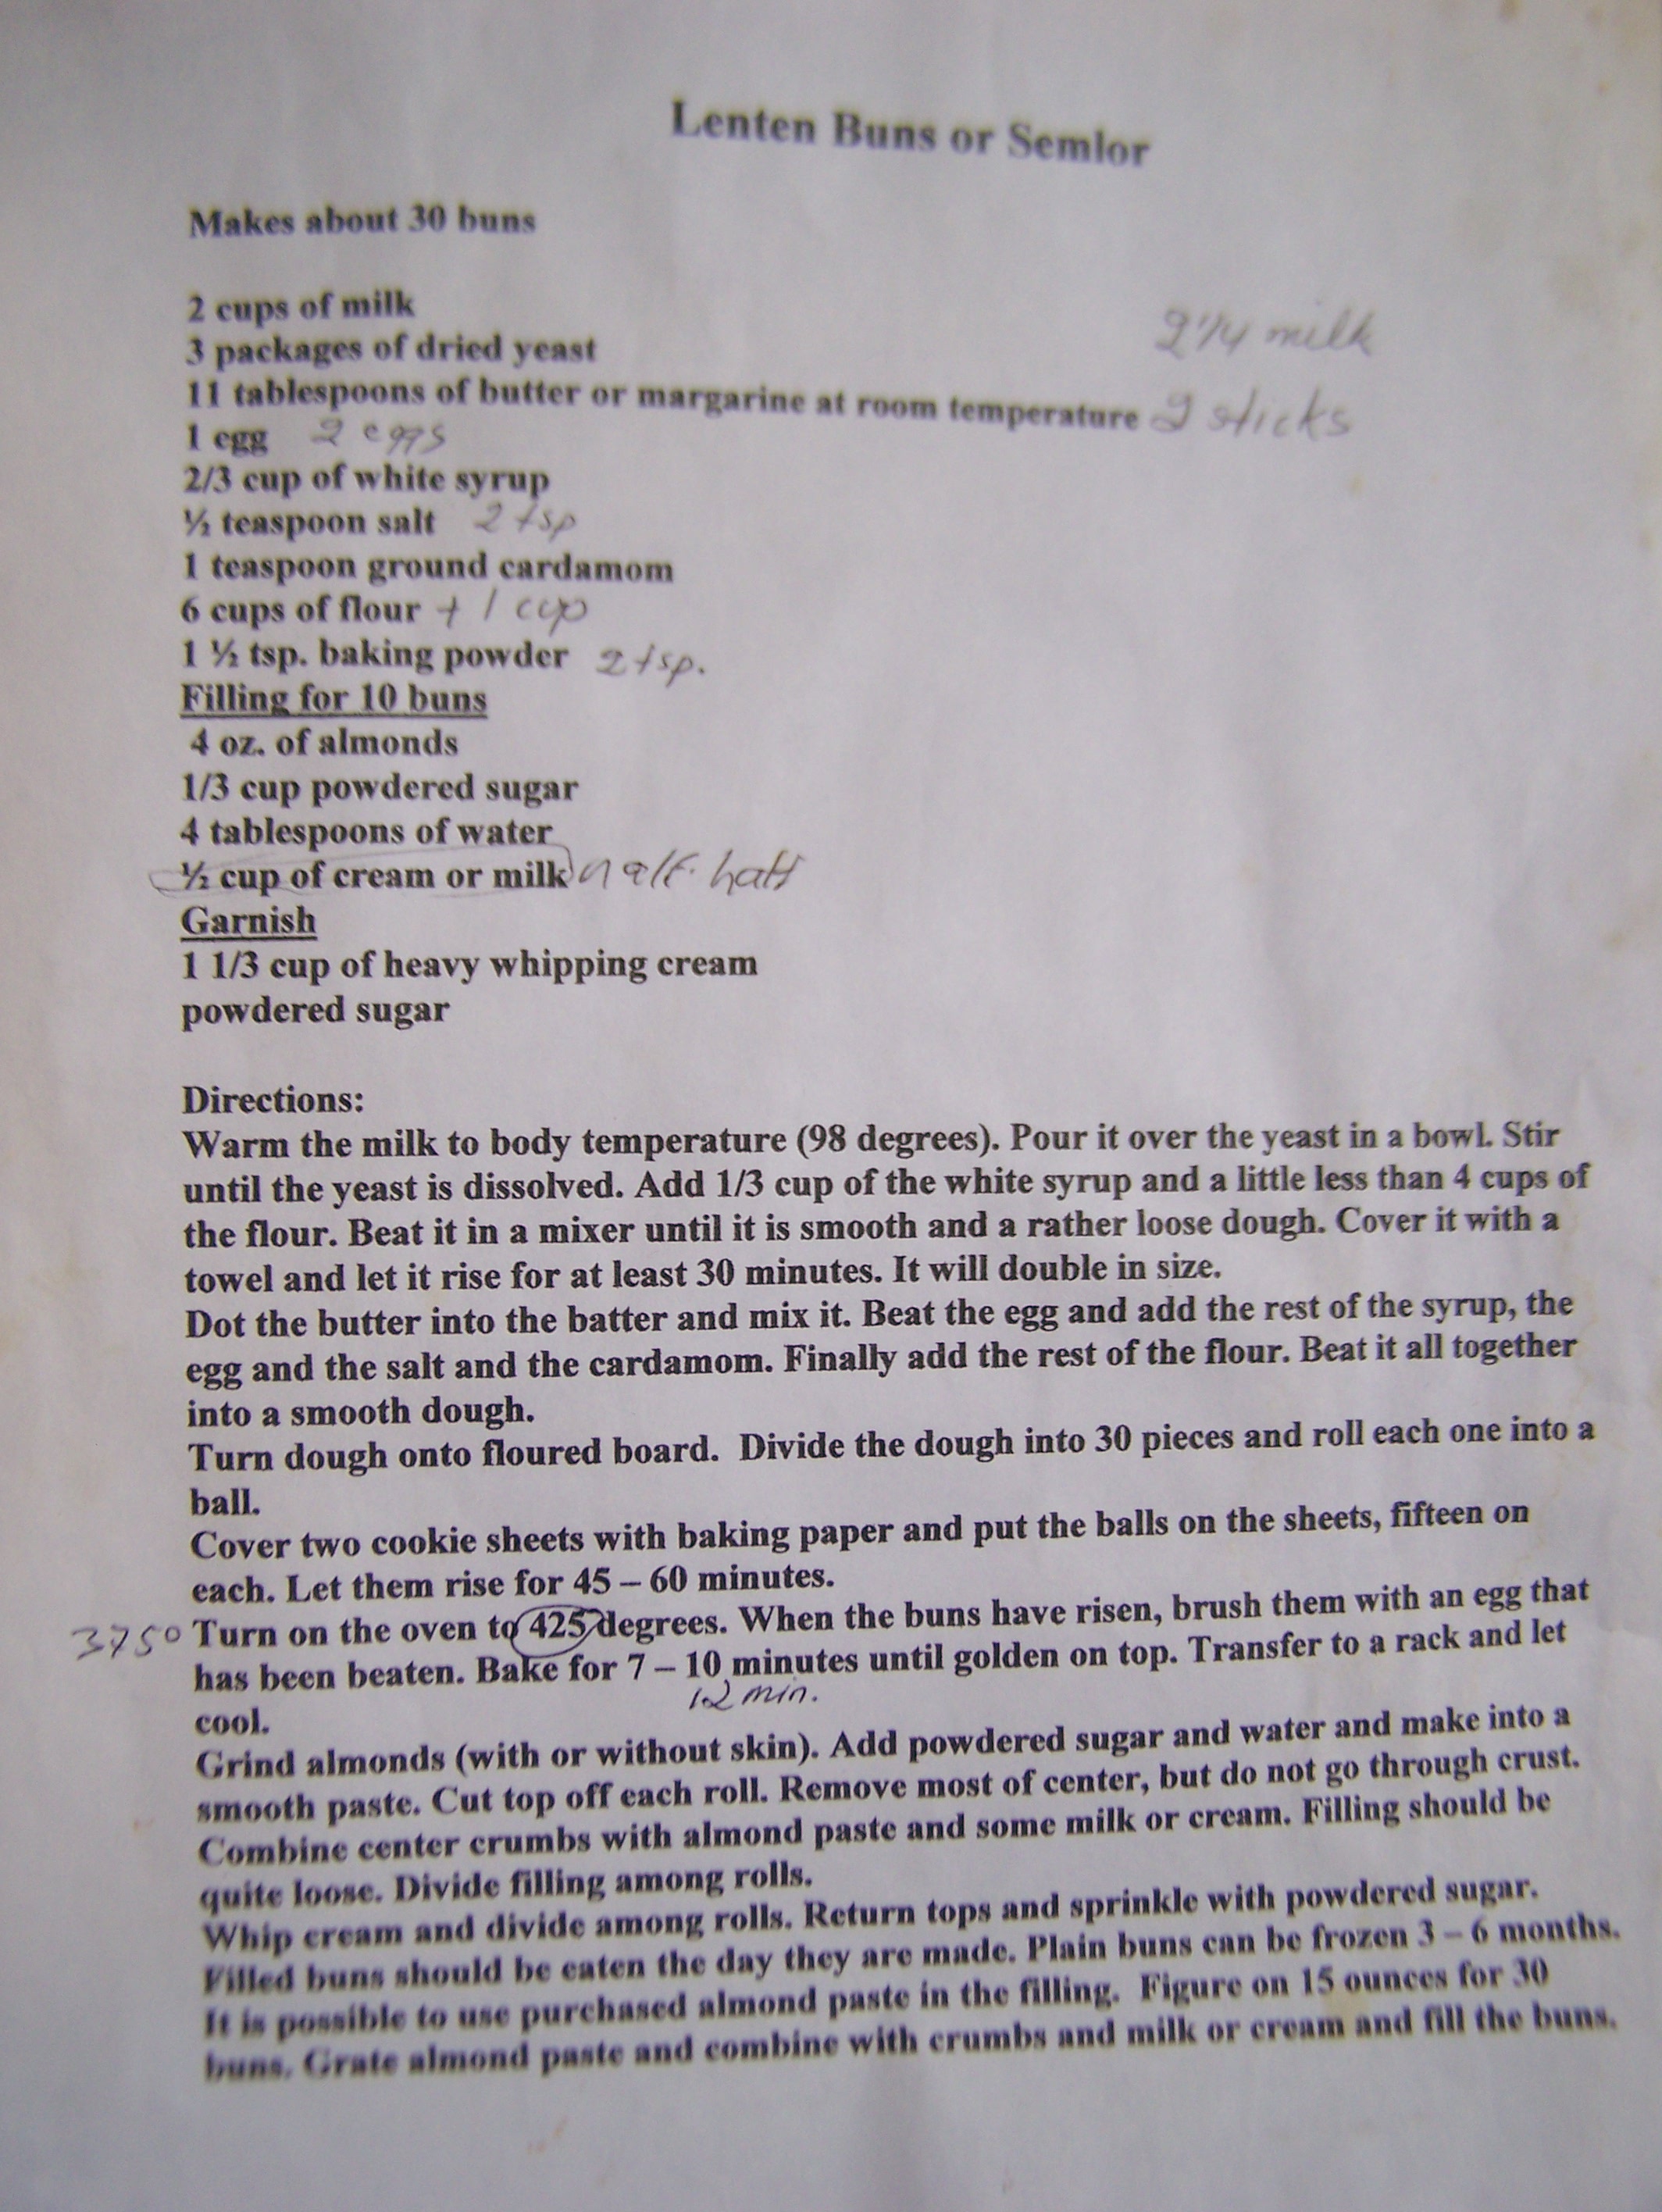 Lenten Buns or Semlor
Makes about 30 buns
2 cups of milk
2 1/4 milk
3 packages of dried yeast
11 tablespoons of butter or margarine at room temperature 2 sticks
1 egg 2 eggs
2/3 cup of white syrup
½ teaspoon salt 2 tsp
1 teaspoon ground cardamom
6 cups of flour + 1 cup
1 ½ tsp. baking powder 2 tsp.
Filling for 10 buns
4 oz. of almonds
1/3 cup powdered sugar
4 tablespoons of water
½ cup of cream or milk half-half
Garnish
1 1/3 cup of heavy whipping cream
powdered sugar
Directions:
Warm the milk to body temperature (98 degrees). Pour it over the yeast in a bowl. Stir
until the yeast is dissolved. Add 1/3 cup of the white syrup and a little less than 4 cups of
the flour. Beat it in a mixer until it is smooth and a rather loose dough. Cover it with a
towel and let it rise for at least 30 minutes. It will double in size.
Dot the butter into the batter and mix it. Beat the egg and add the rest of the syrup, the
egg and the salt and the cardamom. Finally add the rest of the flour. Beat it all together
into a smooth dough.
Turn dough onto floured board. Divide the dough into 30 pieces and roll each one into a
ball.
Cover two cookie sheets with baking paper and put the balls on the sheets, fifteen on
each. Let them rise for 45 – 60 minutes.
375° Turn on the oven to 425 degrees. When the buns have risen, brush them with an egg that
has been beaten. Bake for 7 – 10 minutes until golden on top. Transfer to a rack and let
12 min.
cool.
Grind almonds (with or without skin). Add powdered sugar and water and make into a
smooth paste. Cut top off each roll. Remove most of center, but do not go through crust.
Combine center crumbs with almond paste and some milk or cream. Filling should be
quite loose. Divide filling among rolls.
Whip cream and divide among rolls. Return tops and sprinkle with powdered sugar.
Filled buns should be eaten the day they are made. Plain buns can be frozen 3 – 6 months.
It is possible to use purchased almond paste in the filling. Figure on 15 ounces for 30
buns. Grate almond paste and combine with crumbs and milk or cream and fill the buns.